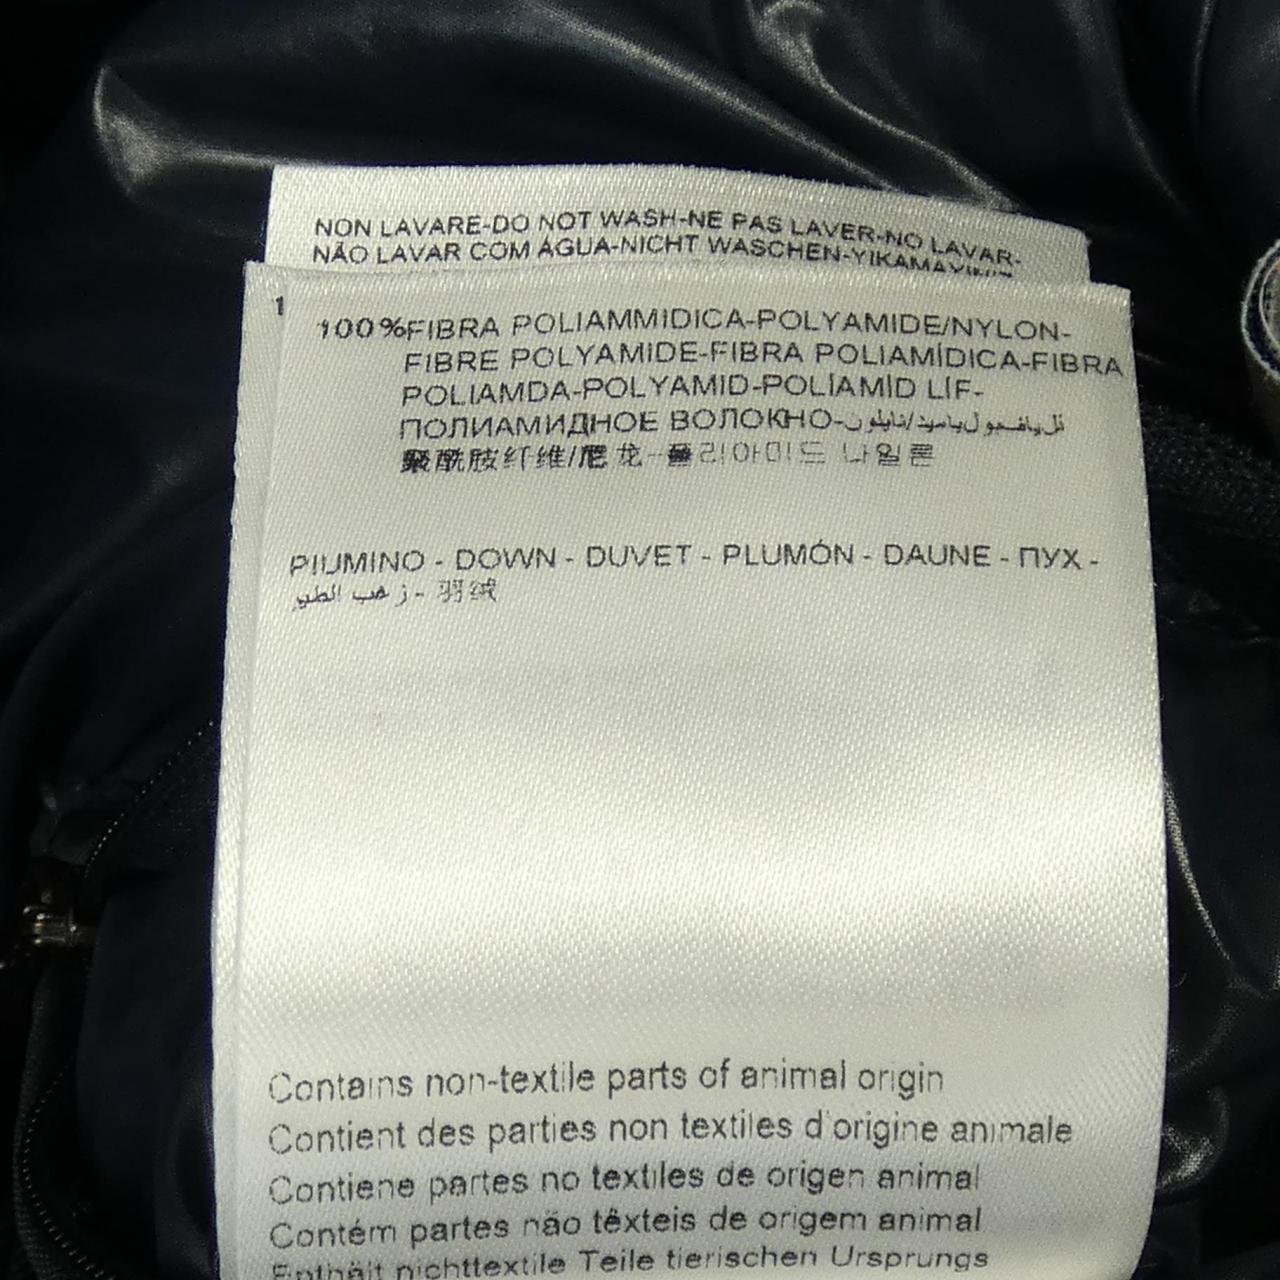 NON LAVARE-DO NOT WASH-NE PAS LAVER-NO LAVAR-
NÃO LAVAR COM ÁGUA-NICHT WASCHEN-YIKAMAYINIZ
1
100%FIBRA POLIAMMIDICA-POLYAMIDE/NYLON-
FIBRE POLYAMIDE-FIBRA POLIAMÍDICA-FIBRA
POLIAMDA-POLYAMID-POLİAMİD LİF-
ПОЛИАМИДНОЕ ВОЛОКНО-
聚酰胺纤维/尼龙-폴리아미드 나일론
PIUMINO - DOWN - DUVET - PLUMÓN - DAUNE - ПУХ -
زغب الطير - 羽绒
Contains non-textile parts of animal origin
Contient des parties non textiles d'origine animale
Contiene partes no textiles de origen animal
Contém partes não têxteis de origem animal
Enthält nichttextile Teile tierischen Ursprungs